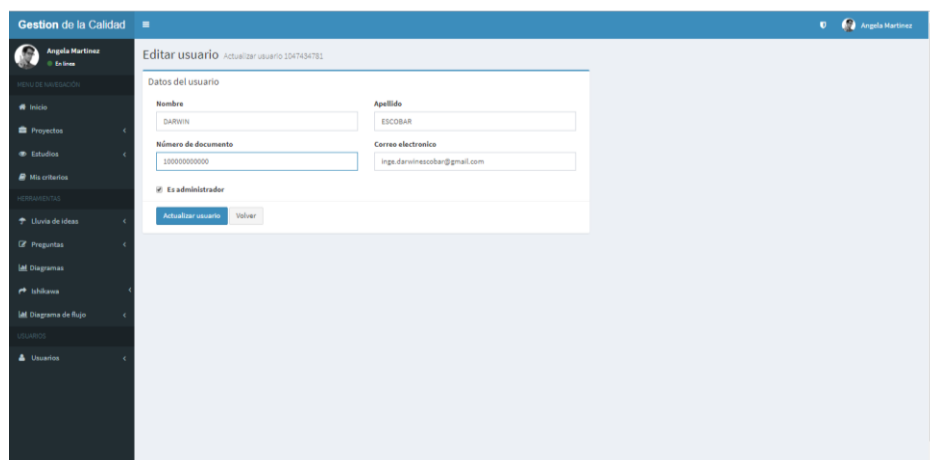 Gestion de la Calidad
Angela Martinez
Angela Martinez
En línea
Editar usuario Actualizar usuario 1047434781
MENU DE NAVEGACIÓN
Inicio
Proyectos
Estudios
Mis criterios
HERRAMIENTAS
Lluvia de ideas
Preguntas
Diagramas
Ishikawa
Diagrama de flujo
USUARIOS
Usuarios
Datos del usuario
Nombre Apellido
DARWIN ESCOBAR
Número de documento Correo electronico
100000000000 inge.darwinescobar@gmail.com
Es administrador
Actualizar usuario Volver